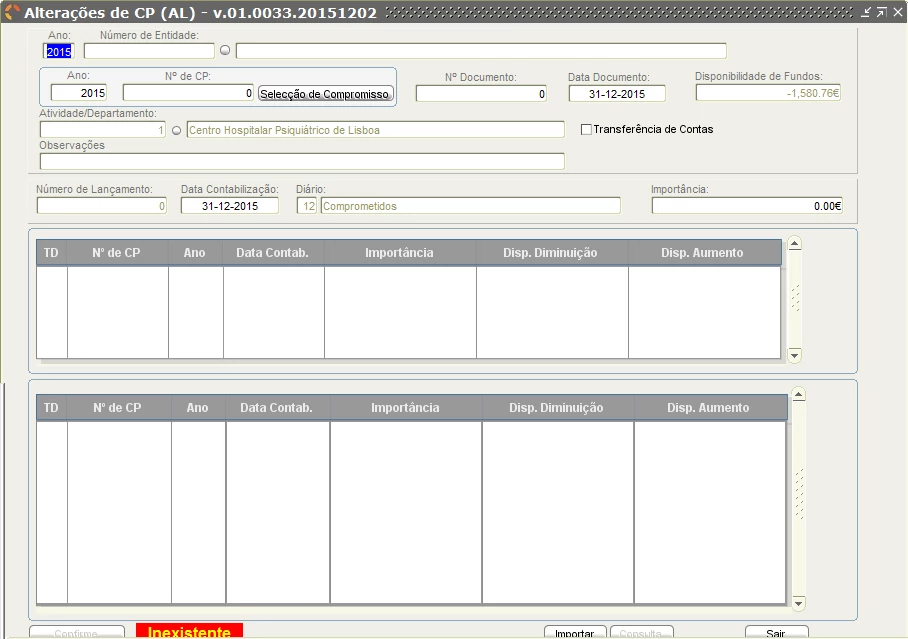 Alterações de CP (AL) - v.01.0033.20151202
Ano: Número de Entidade:
2015
Ano: Nº de CP: Nº Documento: Data Documento: Disponibilidade de Fundos:
2015 0 Selecção de Compromisso 0 31-12-2015 -1,580.76€
Atividade/Departamento:
1 Centro Hospitalar Psiquiátrico de Lisboa Transferência de Contas
Observações
Número de Lançamento: Data Contabilização: Diário: Importância:
0 31-12-2015 12 Comprometidos 0.00€
TD Nº de CP Ano Data Contab. Importância Disp. Diminuição Disp. Aumento
TD Nº de CP Ano Data Contab. Importância Disp. Diminuição Disp. Aumento
Confirme Inexistente Importar Consulta Sair